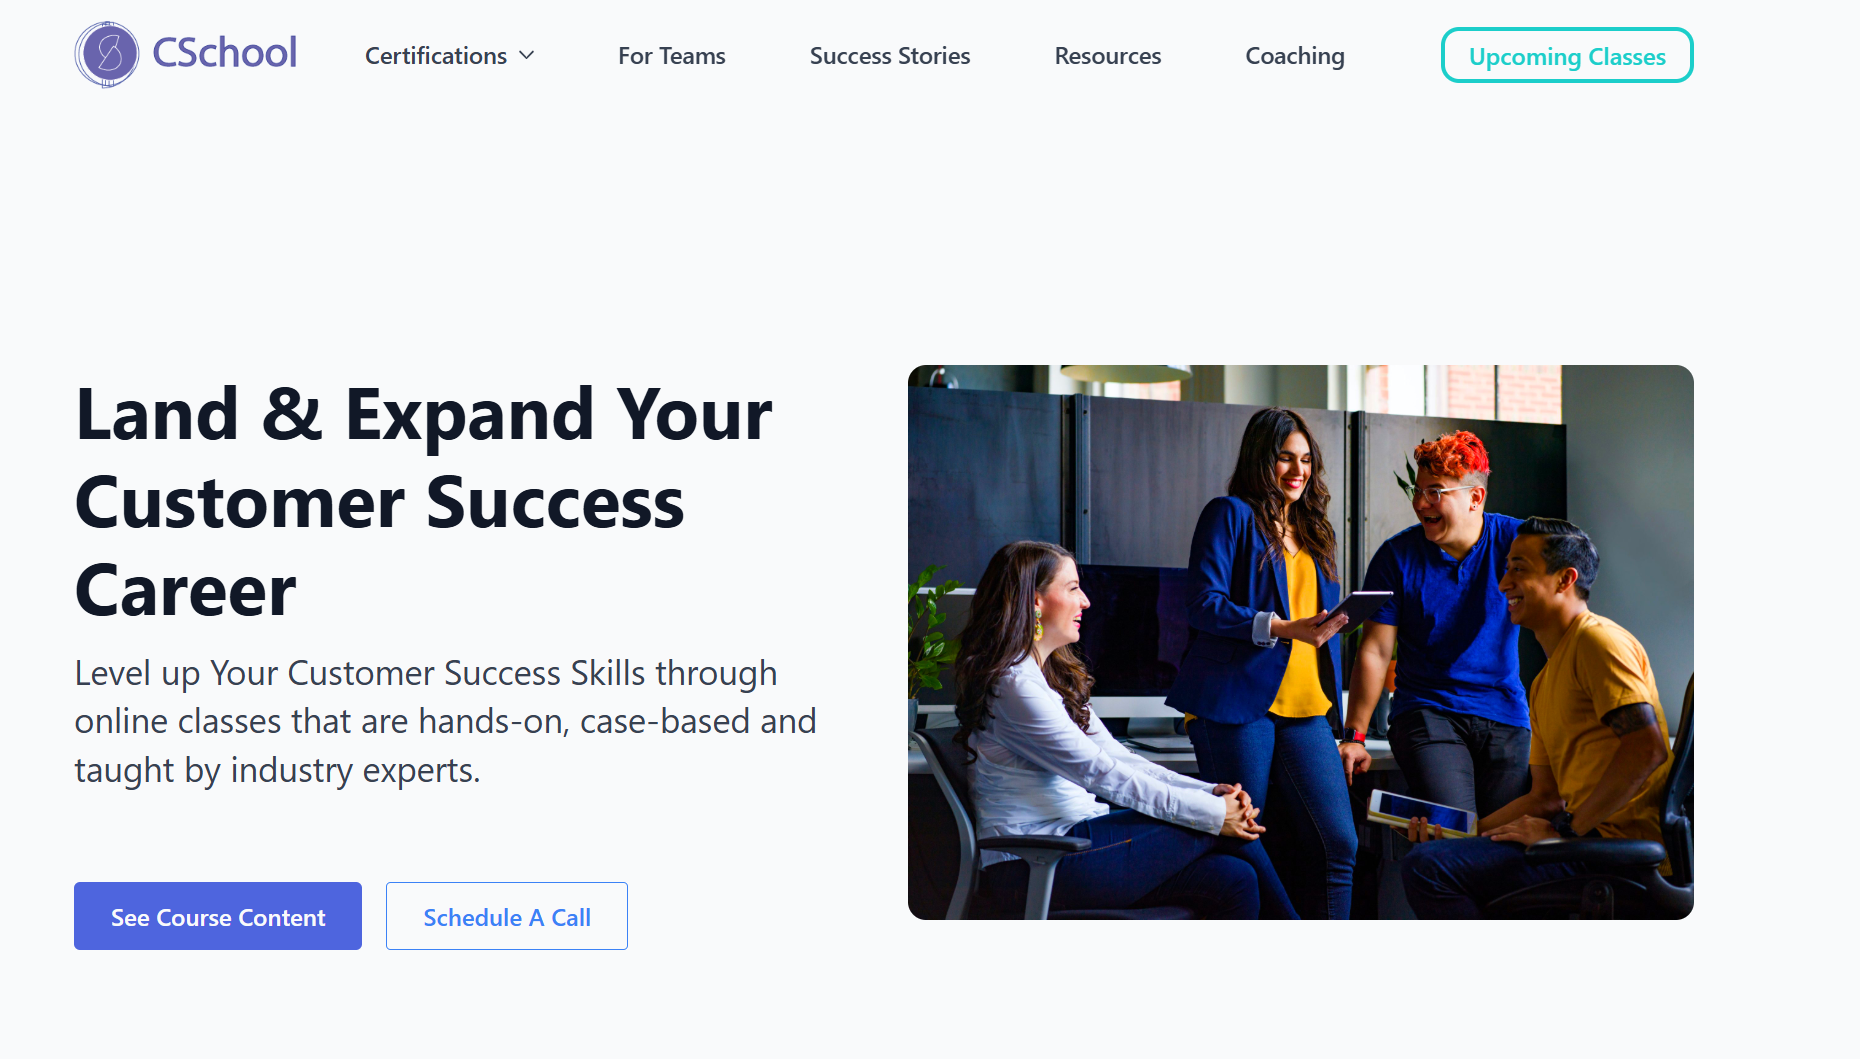 CSchool
Certifications
For Teams
Success Stories
Resources
Coaching
Upcoming Classes
Land & Expand Your
Customer Success
Career
Level up Your Customer Success Skills through
online classes that are hands-on, case-based and
taught by industry experts.
See Course Content
Schedule A Call